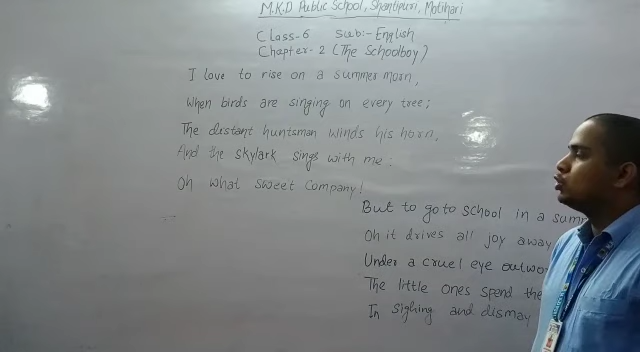 M.K.D Public School, Shantipuri, Motihari
Class-6 Sub:- English
Chapter-2 (The Schoolboy)
I love to rise on a summer morn,
When birds are singing on every tree;
The distant huntsman winds his horn,
And the skylark sings with me:
Oh what sweet company!
But to go to school in a
Oh it drives all joy away
Under a cruel eye
The little ones spend
In sighing and dismay